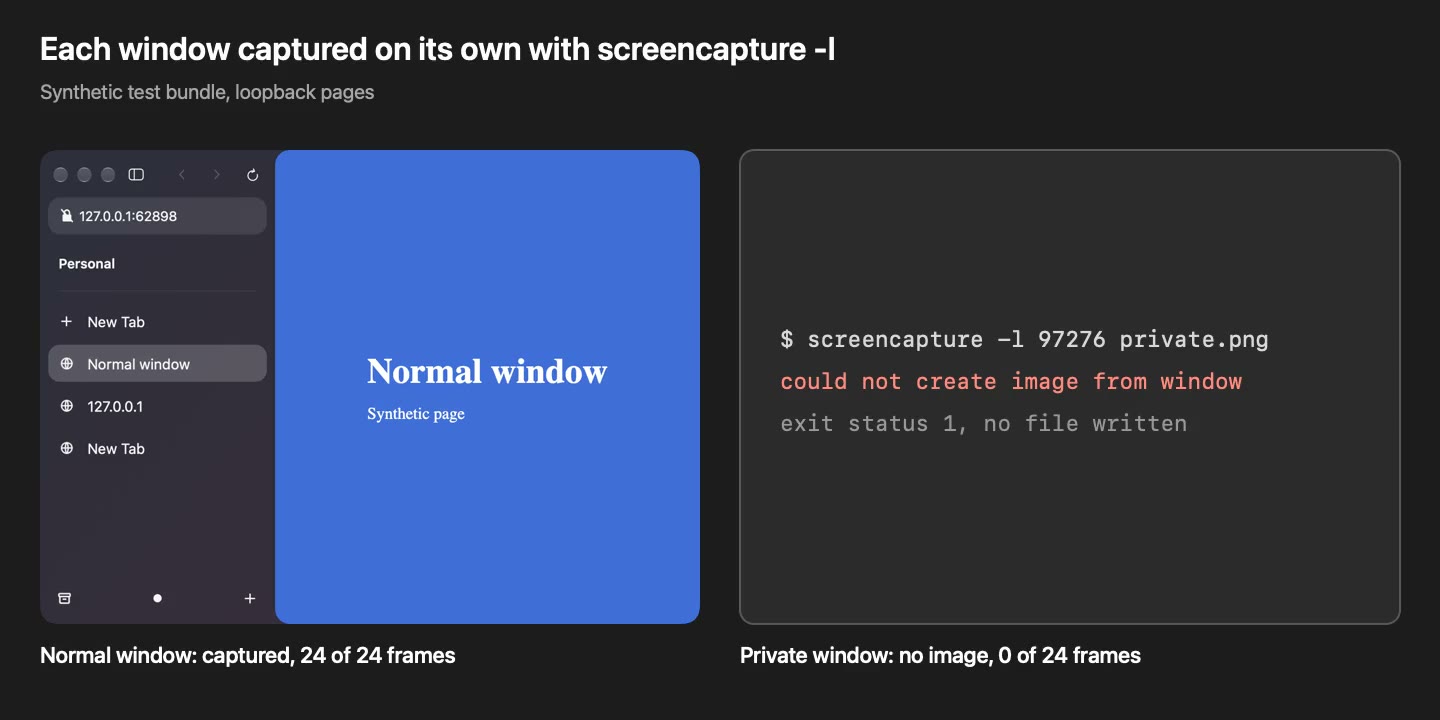 Each window captured on its own with screencapture -l
Synthetic test bundle, loopback pages
127.0.0.1:62898
Personal
New Tab
Normal window
127.0.0.1
New Tab
Normal window
Synthetic page
$ screencapture -l 97276 private.png
could not create image from window
exit status 1, no file written
Normal window: captured, 24 of 24 frames
Private window: no image, 0 of 24 frames